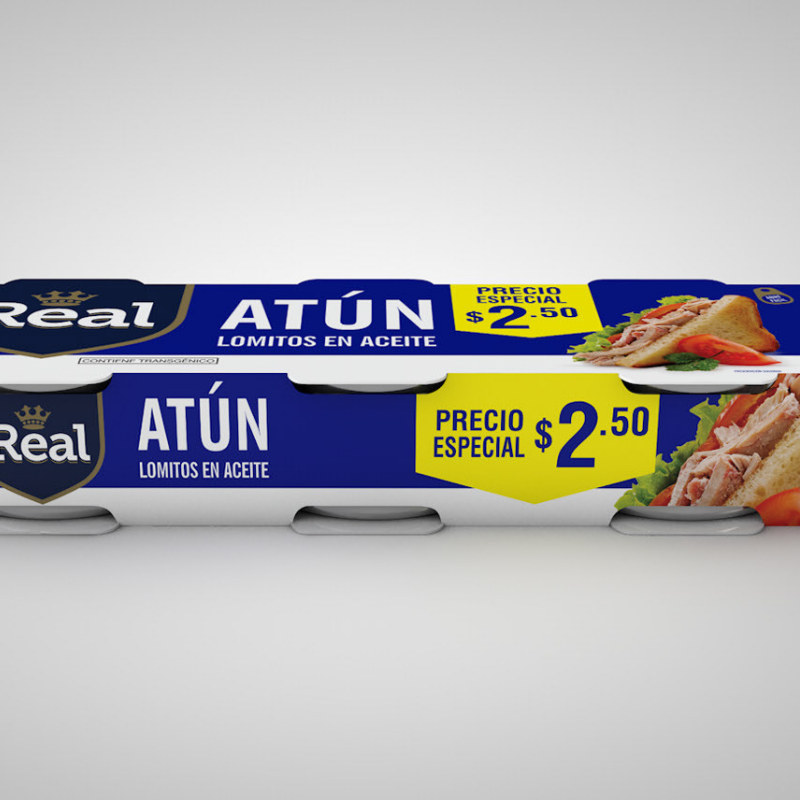 Real
ATÚN
LOMITOS EN ACEITE
CONTIENE TRANSGÉNICO
PRECIO
ESPECIAL
$2.50
Real
ATÚN
LOMITOS EN ACEITE
PRECIO
ESPECIAL
$2.50